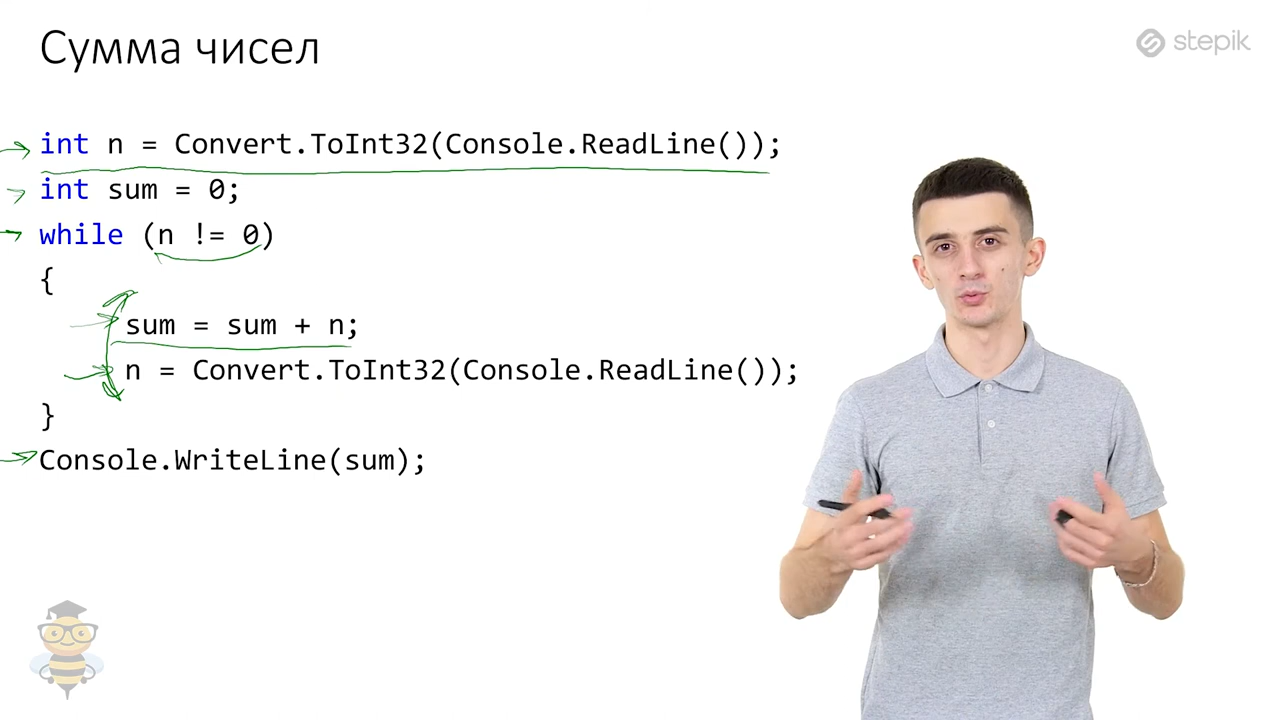 Сумма чисел
stepik
int n = Convert.ToInt32(Console.ReadLine());
int sum = 0;
while (n != 0)
{
sum = sum + n;
n = Convert.ToInt32(Console.ReadLine());
}
Console.WriteLine(sum);